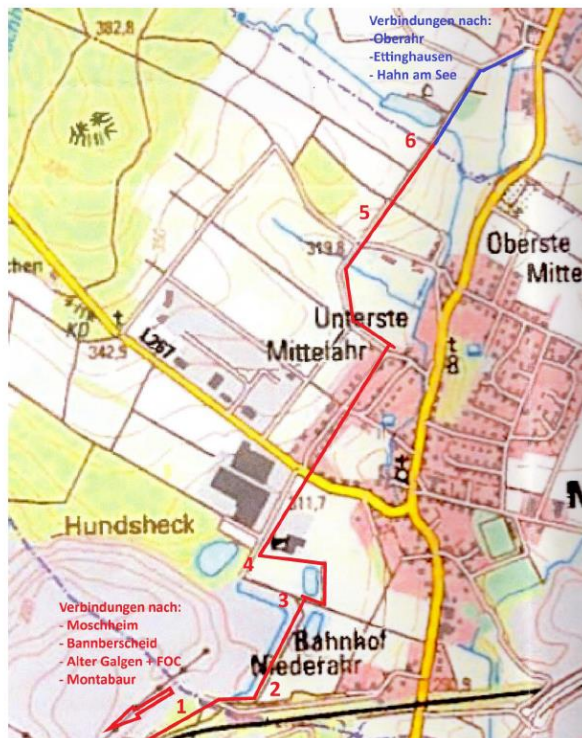 382,8
Verbindungen nach:
-Oberahr
-Ettinghausen
- Hahn am See
6
5
319,8
Oberste
Mitte
chen
KD
342,5
L267
Unterste
Mittelahr
311,7
Hundsheck
4
3
Verbindungen nach:
- Moschheim
- Bannberscheid
- Alter Galgen + FOC
- Montabaur
Bahnhof
Niederahr
2
1